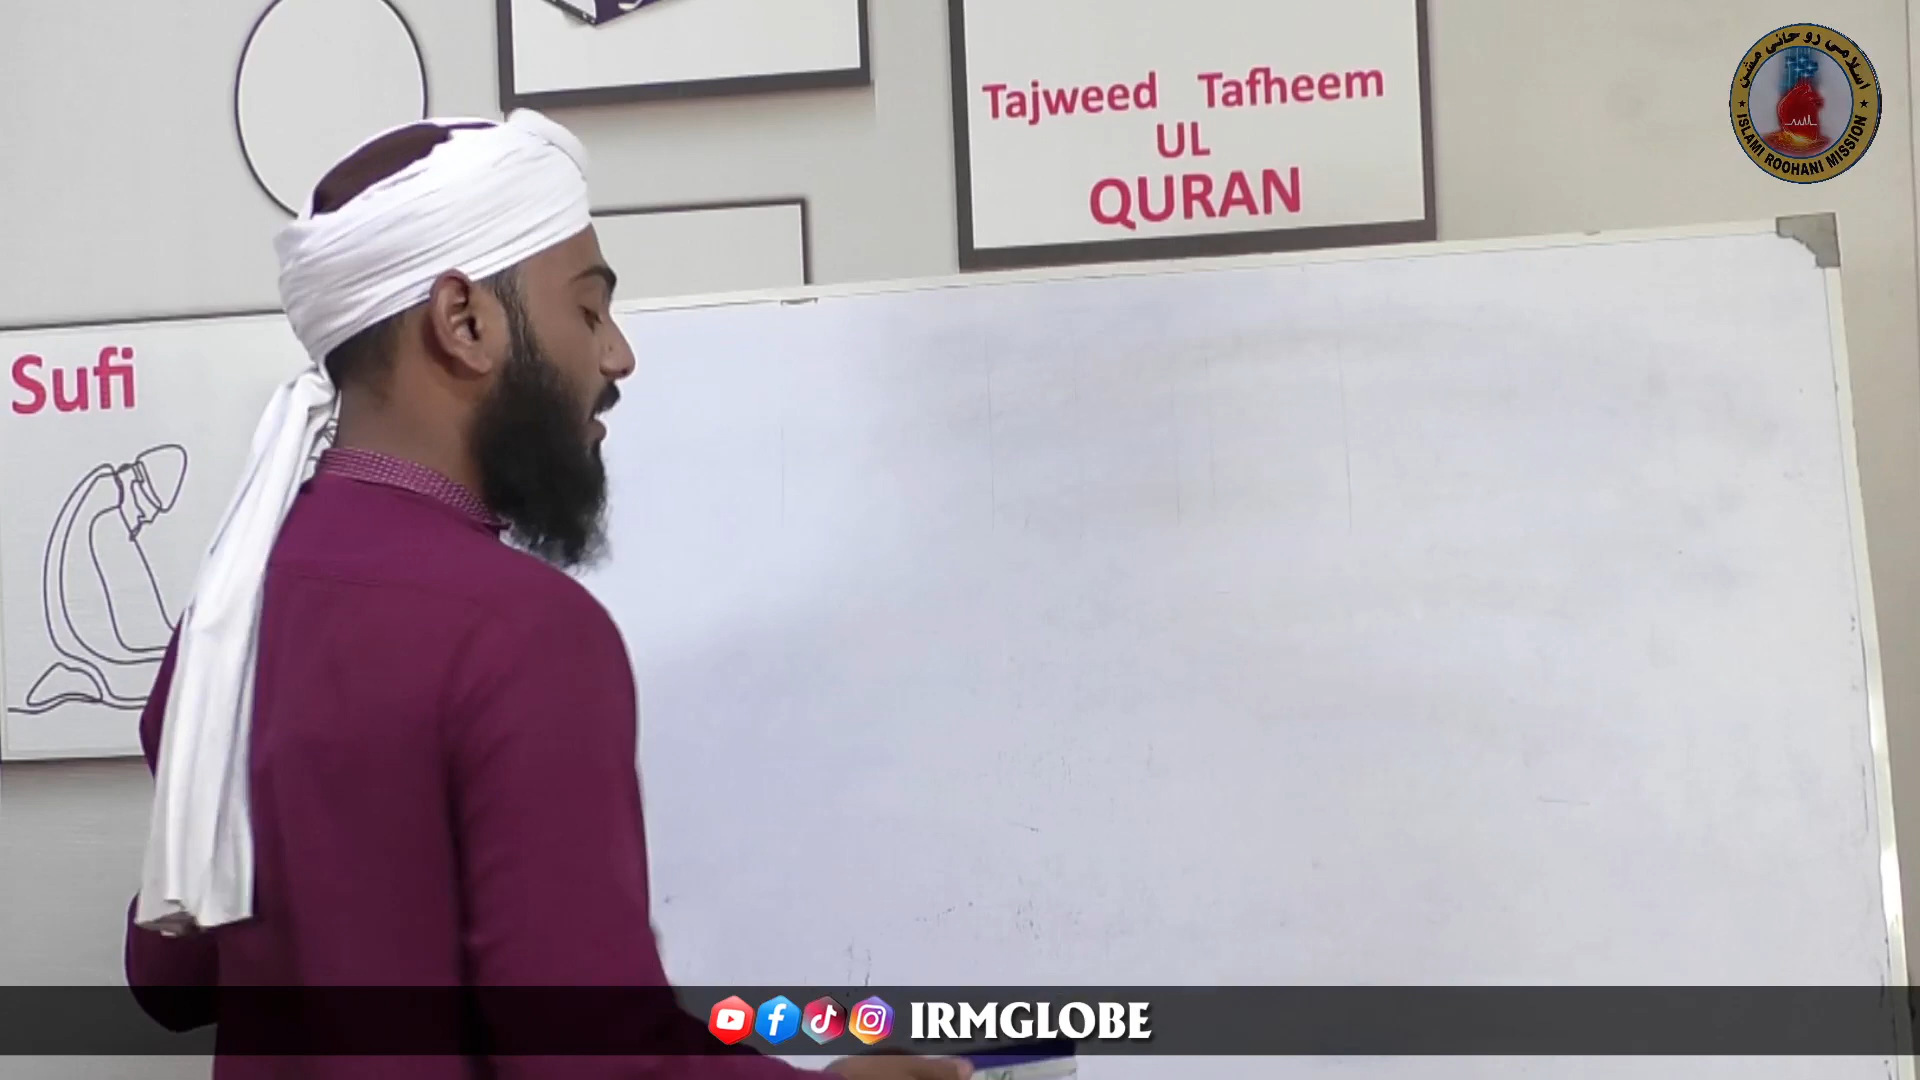 Tajweed Tafheem
UL
QURAN
اسلامی روحانی مشن
ISLAMI ROOHANI MISSION
Sufi
IRMGLOBE